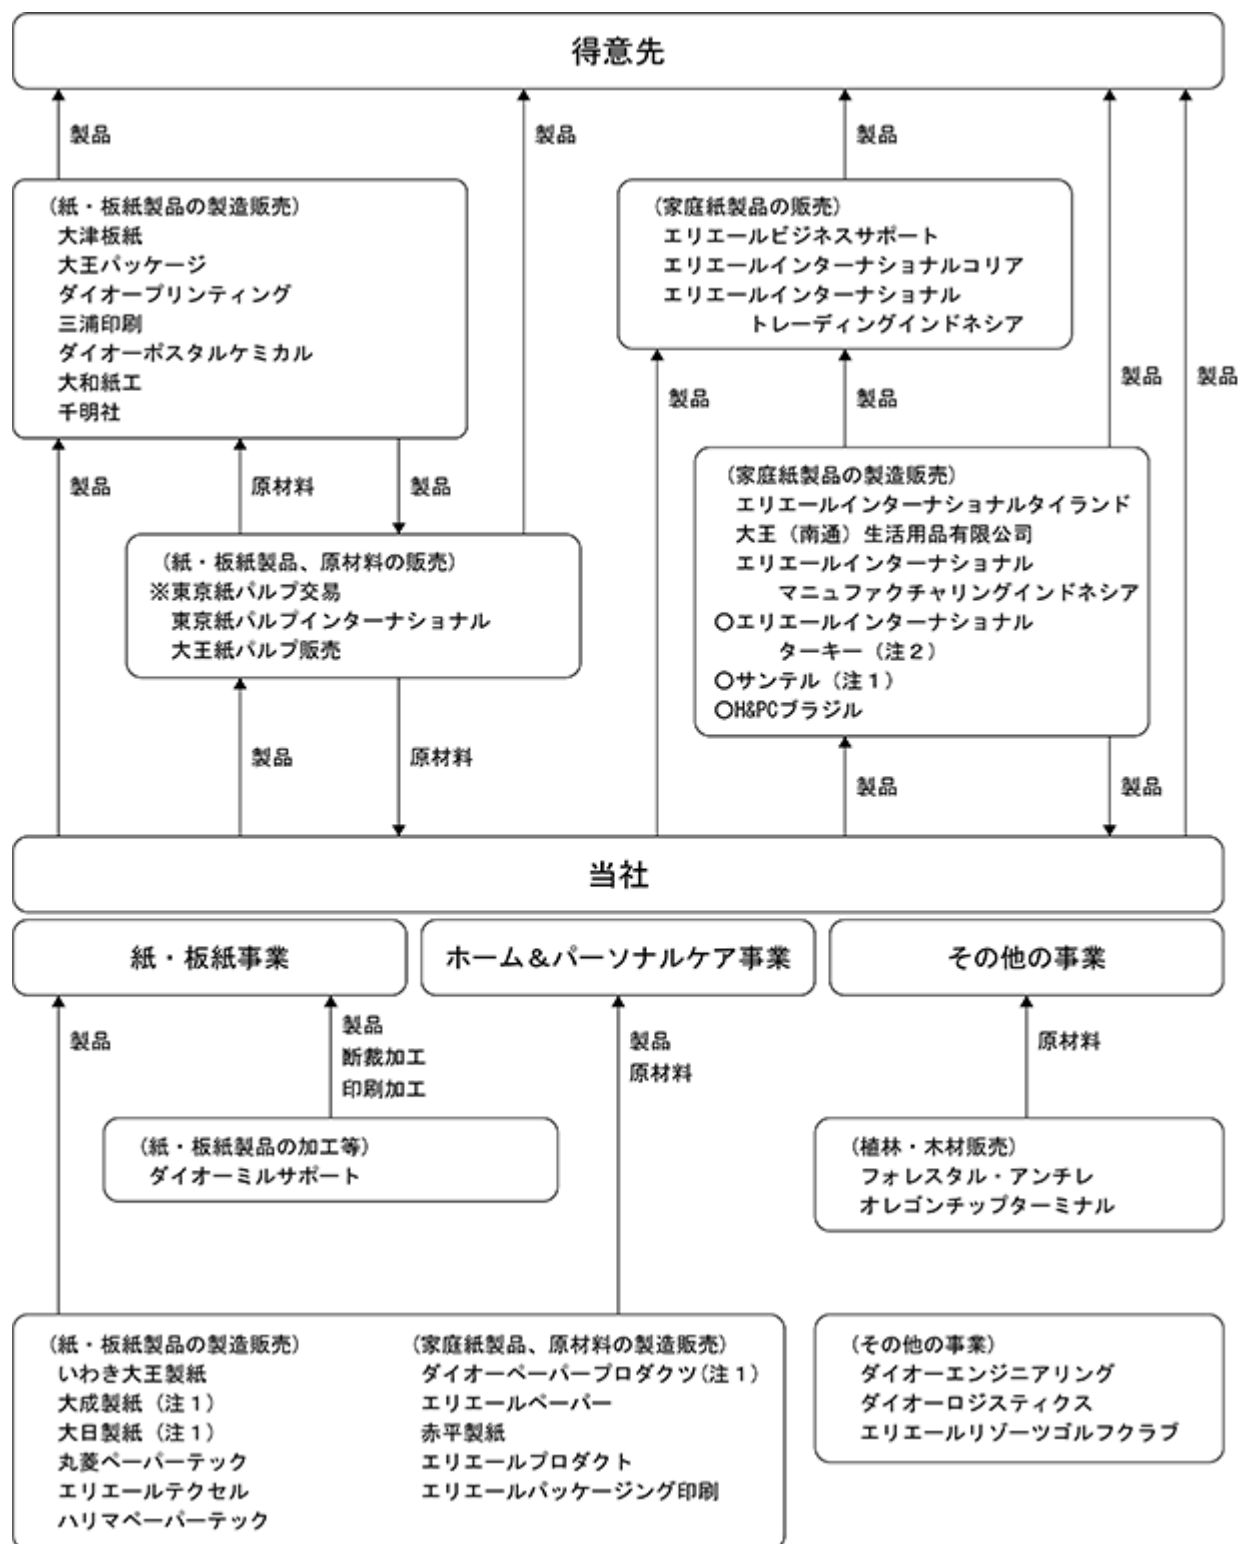 得意先
製品
製品
製品
(紙・板紙製品の製造販売)
大津板紙
大王パッケージ
ダイオープリンティング
三浦印刷
ダイオーポスタルケミカル
大和紙工
千明社
(家庭紙製品の販売)
エリエールビジネスサポート
エリエールインターナショナルコリア
エリエールインターナショナル
トレーディングインドネシア
製品
製品
製品
製品
製品
原材料
製品
(紙・板紙製品、原材料の販売)
※東京紙パルプ交易
東京紙パルプインターナショナル
大王紙パルプ販売
(家庭紙製品の製造販売)
エリエールインターナショナルタイランド
大王(南通)生活用品有限公司
エリエールインターナショナル
マニュファクチャリングインドネシア
○エリエールインターナショナル
ターキー(注2)
○サンテル(注1)
○H&PCブラジル
製品
原材料
製品
製品
当社
紙・板紙事業
ホーム&パーソナルケア事業
その他の事業
製品
製品
断裁加工
印刷加工
製品
原材料
原材料
(紙・板紙製品の加工等)
ダイオーミルサポート
(植林・木材販売)
フォレスタル・アンチレ
オレゴンチップターミナル
(紙・板紙製品の製造販売)
いわき大王製紙
大成製紙(注1)
大日製紙(注1)
丸菱ペーパーテック
エリエールテクセル
ハリマペーパーテック
(家庭紙製品、原材料の製造販売)
ダイオーペーパープロダクツ(注1)
エリエールペーパー
赤平製紙
エリエールプロダクト
エリエールパッケージング印刷
(その他の事業)
ダイオーエンジニアリング
ダイオーロジスティクス
エリエールリゾーツゴルフクラブ